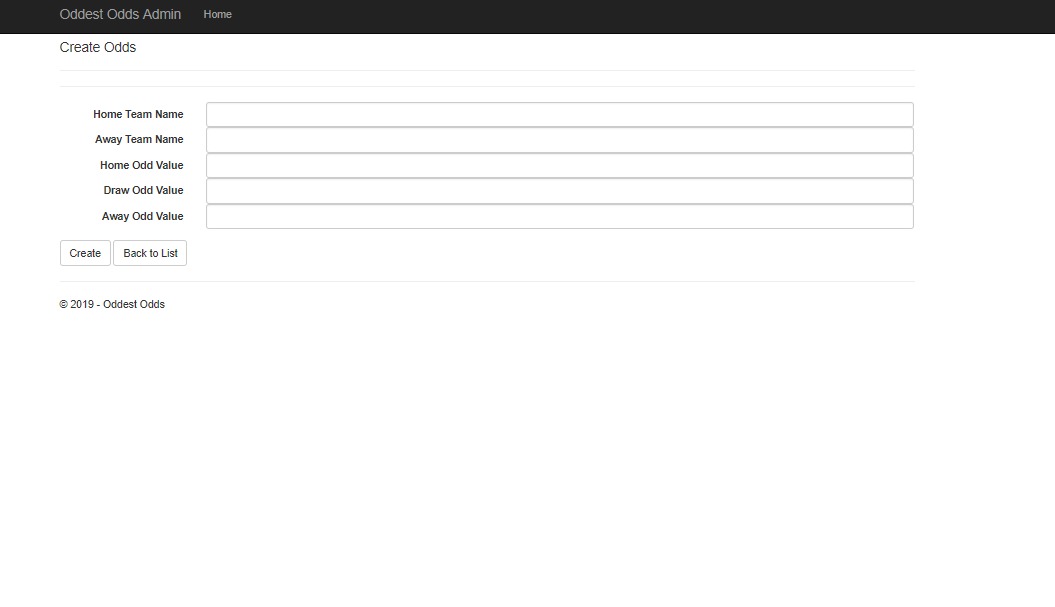 Oddest Odds Admin Home
Create Odds
Home Team Name
Away Team Name
Home Odd Value
Draw Odd Value
Away Odd Value
Create Back to List
© 2019 - Oddest Odds